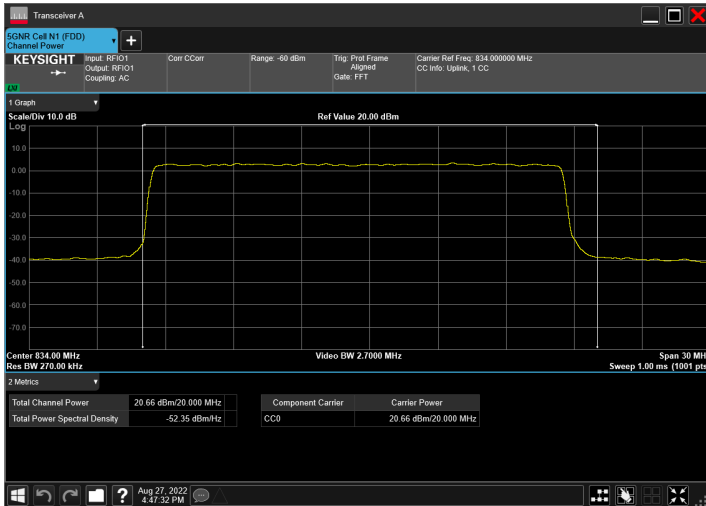 Transceiver A
5GNR Cell N1 (FDD)
Channel Power
KEYSIGHT
Input: RFIO1
Output: RFIO1
Coupling: AC
Corr CCorr
Range: -60 dBm
Trig: Prot Frame
Aligned
Gate: FFT
Carrier Ref Freq: 834.000000 MHz
CC Info: Uplink, 1 CC
LXI
1 Graph
Scale/Div 10.0 dB
Ref Value 20.00 dBm
Log
10.0
0.00
-10.0
-20.0
-30.0
-40.0
-50.0
-60.0
-70.0
Center 834.00 MHz
Video BW 2.7000 MHz
Span 30 MH
Res BW 270.00 kHz
Sweep 1.00 ms (1001 pts
2 Metrics
Total Channel Power 20.66 dBm/20.000 MHz
Total Power Spectral Density -52.35 dBm/Hz
Component Carrier Carrier Power
CC0 20.66 dBm/20.000 MHz
Aug 27, 2022
4:47:32 PM